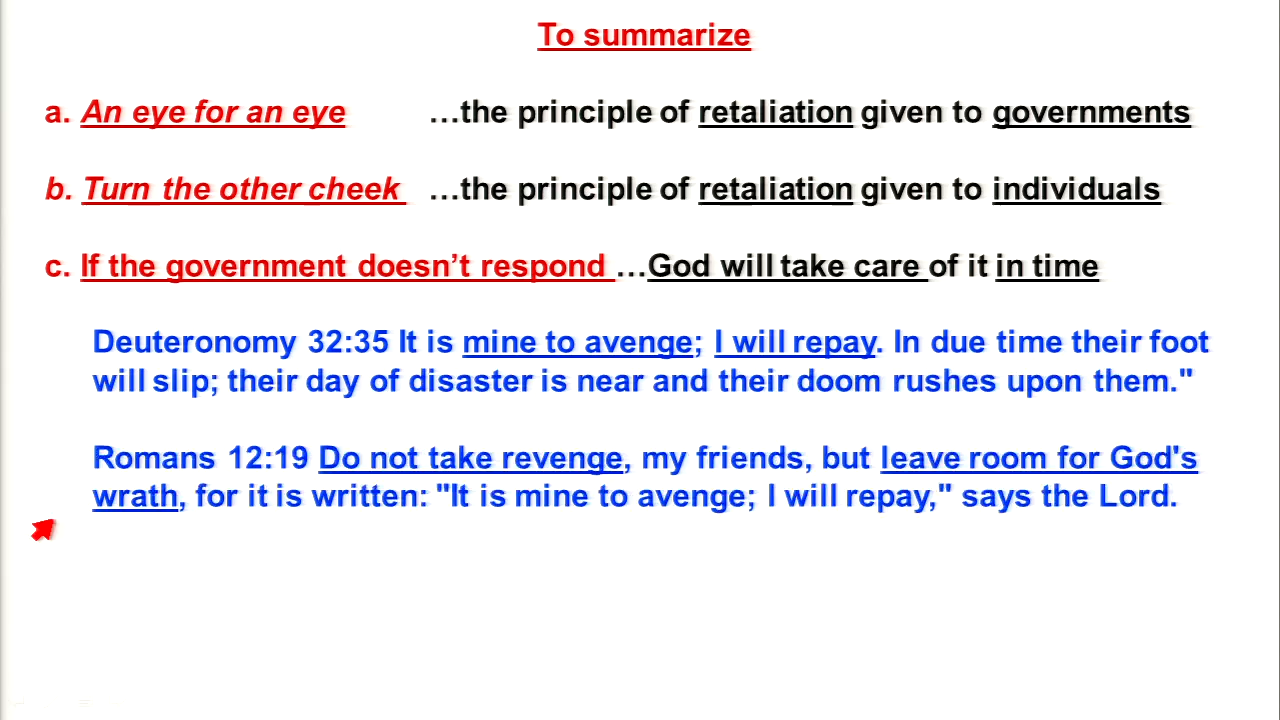 To summarize
a. An eye for an eye …the principle of retaliation given to governments
b. Turn the other cheek …the principle of retaliation given to individuals
c. If the government doesn’t respond …God will take care of it in time
Deuteronomy 32:35 It is mine to avenge; I will repay. In due time their foot
will slip; their day of disaster is near and their doom rushes upon them."
Romans 12:19 Do not take revenge, my friends, but leave room for God's
wrath, for it is written: "It is mine to avenge; I will repay," says the Lord.